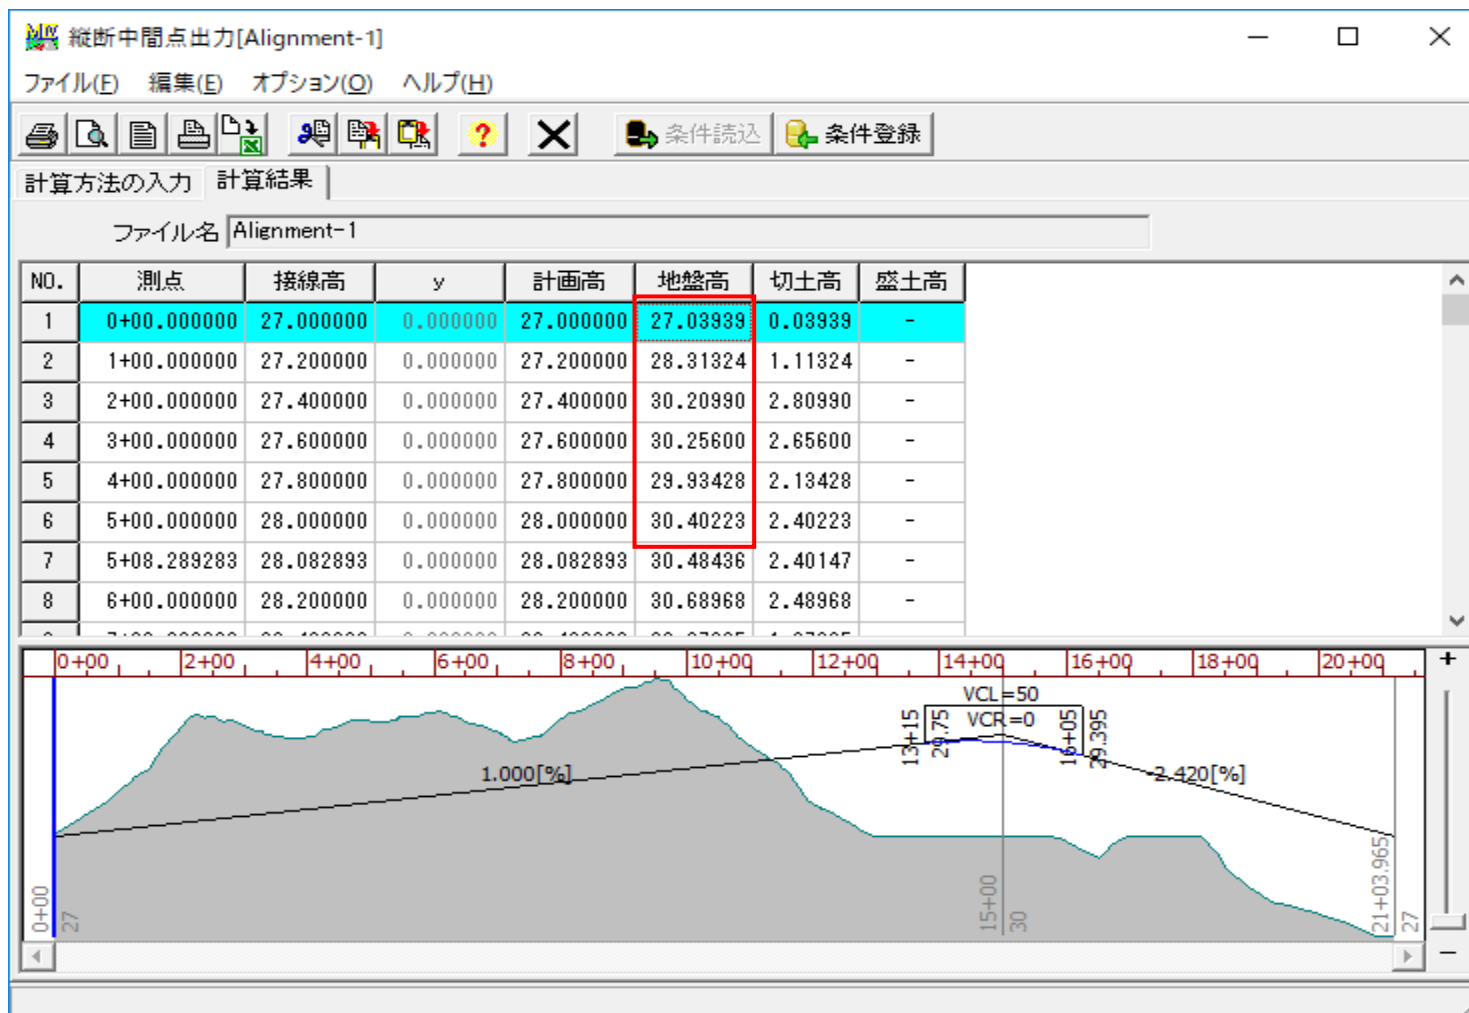 縦断中間点出力[Alignment-1]
ファイル(F) 編集(E) オプション(O) ヘルプ(H)
条件読込 条件登録
計算方法の入力 計算結果
ファイル名 Alignment-1
NO. 測点 接線高 y 計画高 地盤高 切土高 盛土高
1 0+00.000000 27.000000 0.000000 27.000000 27.03939 0.03939 -
2 1+00.000000 27.200000 0.000000 27.200000 28.31324 1.11324 -
3 2+00.000000 27.400000 0.000000 27.400000 30.20990 2.80990 -
4 3+00.000000 27.600000 0.000000 27.600000 30.25600 2.65600 -
5 4+00.000000 27.800000 0.000000 27.800000 29.93428 2.13428 -
6 5+00.000000 28.000000 0.000000 28.000000 30.40223 2.40223 -
7 5+08.289283 28.082893 0.000000 28.082893 30.48436 2.40147 -
8 6+00.000000 28.200000 0.000000 28.200000 30.68968 2.48968 -
0+00 2+00 4+00 6+00 8+00 10+00 12+00 14+00 16+00 18+00 20+00
VCL=50
VCR=0
13+15
29.75
16+05
29.395
1.000[%]
-2.420[%]
0+00
27
15+00
30
21+03.965
27